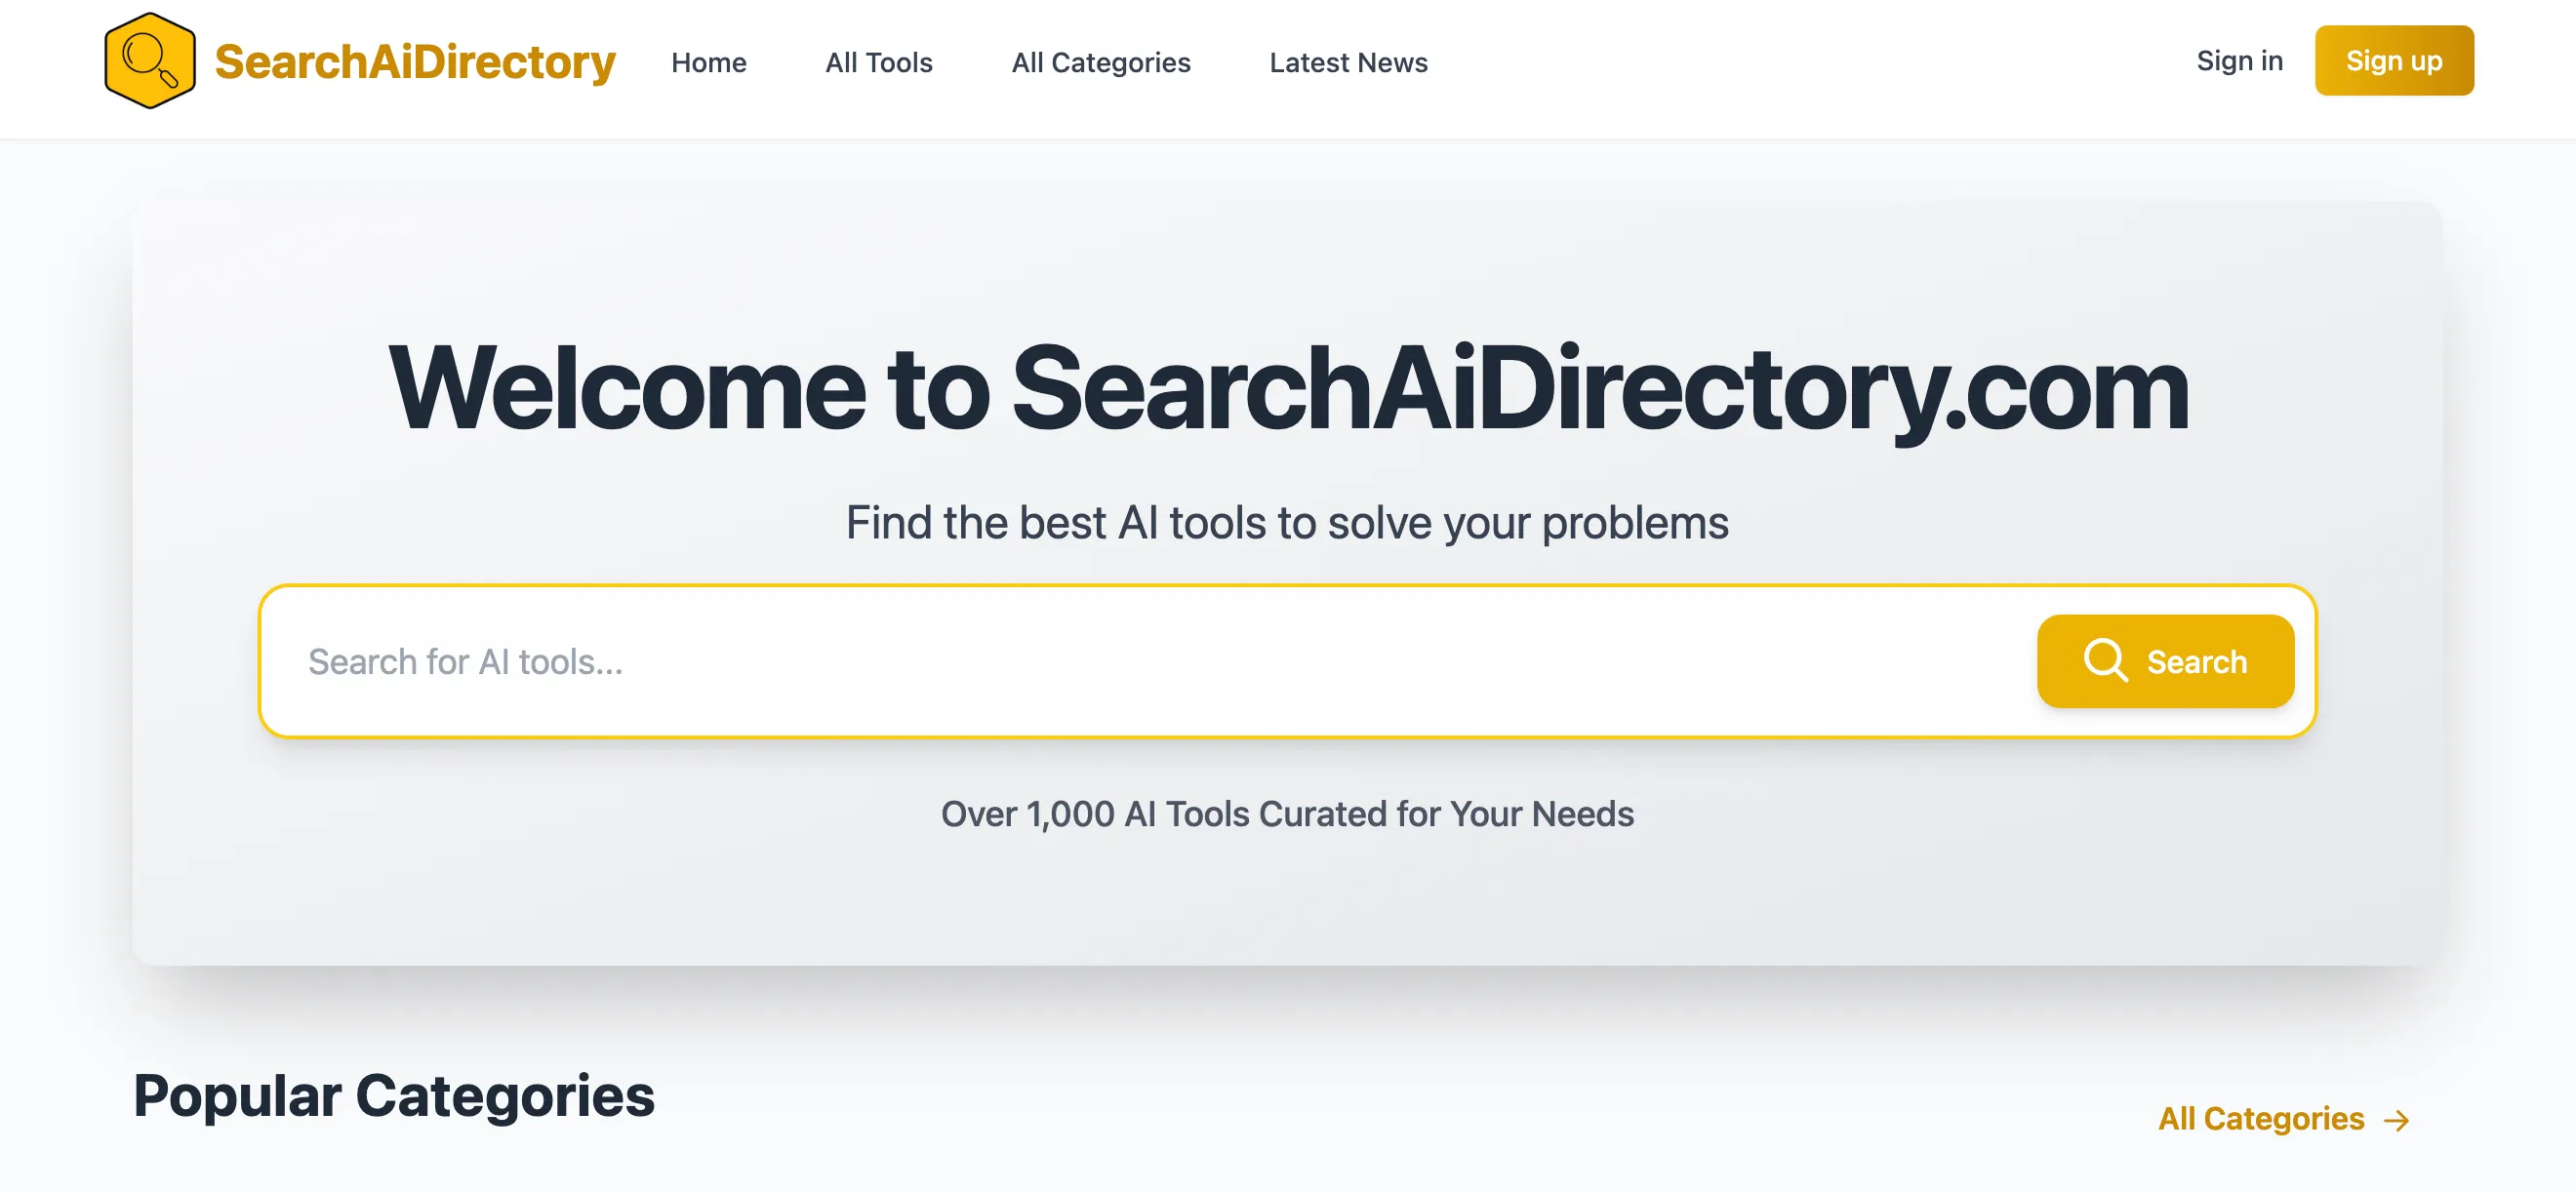 SearchAiDirectory
Home
All Tools
All Categories
Latest News
Sign in
Sign up
Welcome to SearchAiDirectory.com
Find the best AI tools to solve your problems
Search for AI tools...
Search
Over 1,000 AI Tools Curated for Your Needs
Popular Categories
All Categories →